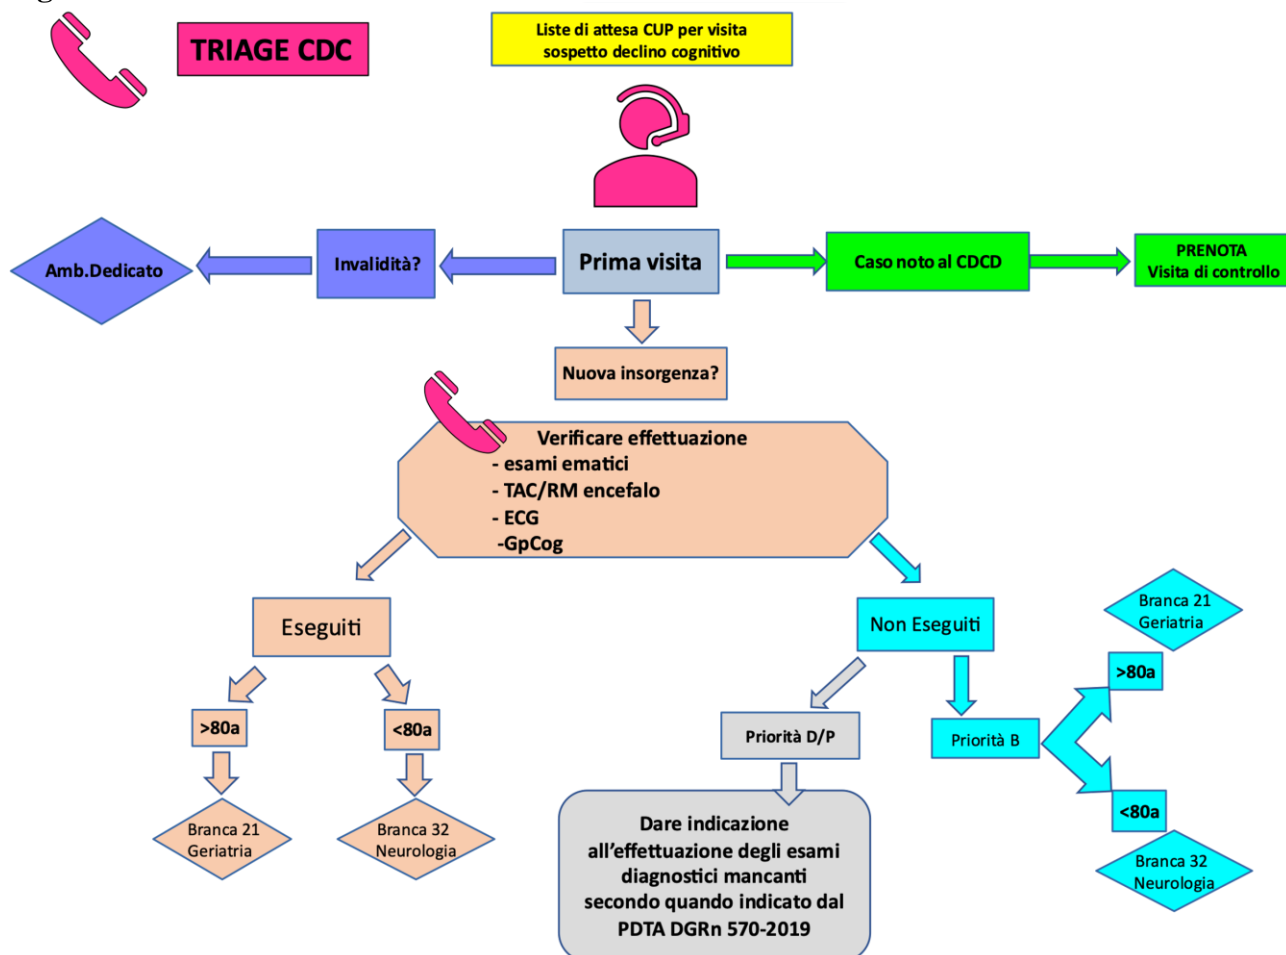 TRIAGE CDC
Liste di attesa CUP per visita
sospetto declino cognitivo
Amb.Dedicato
Invalidità?
Prima visita
Caso noto al CDCD
PRENOTA
Visita di controllo
Nuova insorgenza?
Verificare effettuazione
- esami ematici
- TAC/RM encefalo
- ECG
-GpCog
Eseguiti
Non Eseguiti
Branca 21
Geriatria
>80a
<80a
>80a
Priorità D/P
Priorità B
<80a
Branca 21
Geriatria
Branca 32
Neurologia
Dare indicazione
all'effettuazione degli esami
diagnostici mancanti
secondo quando indicato dal
PDTA DGRn 570-2019
Branca 32
Neurologia